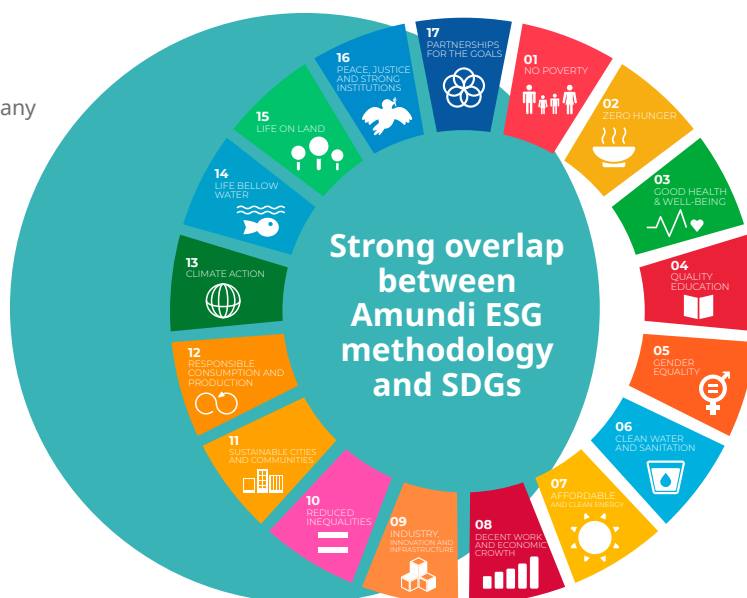 any
Strong overlap
between
Amundi ESG
methodology
and SDGs
01
NO POVERTY
02
ZERO HUNGER
03
GOOD HEALTH
& WELL-BEING
04
QUALITY
EDUCATION
05
GENDER
EQUALITY
06
CLEAN WATER
AND SANITATION
07
AFFORDABLE
AND CLEAN ENERGY
08
DECENT WORK
AND ECONOMIC
GROWTH
09
INDUSTRY,
INNOVATION AND
INFRASTRUCTURE
10
REDUCED
INEQUALITIES
11
SUSTAINABLE CITIES
AND COMMUNITIES
12
RESPONSIBLE
CONSUMPTION AND
PRODUCTION
13
CLIMATE ACTION
14
LIFE BELLOW
WATER
15
LIFE ON LAND
16
PEACE, JUSTICE
AND STRONG
INSTITUTIONS
17
PARTNERSHIPS
FOR THE GOALS